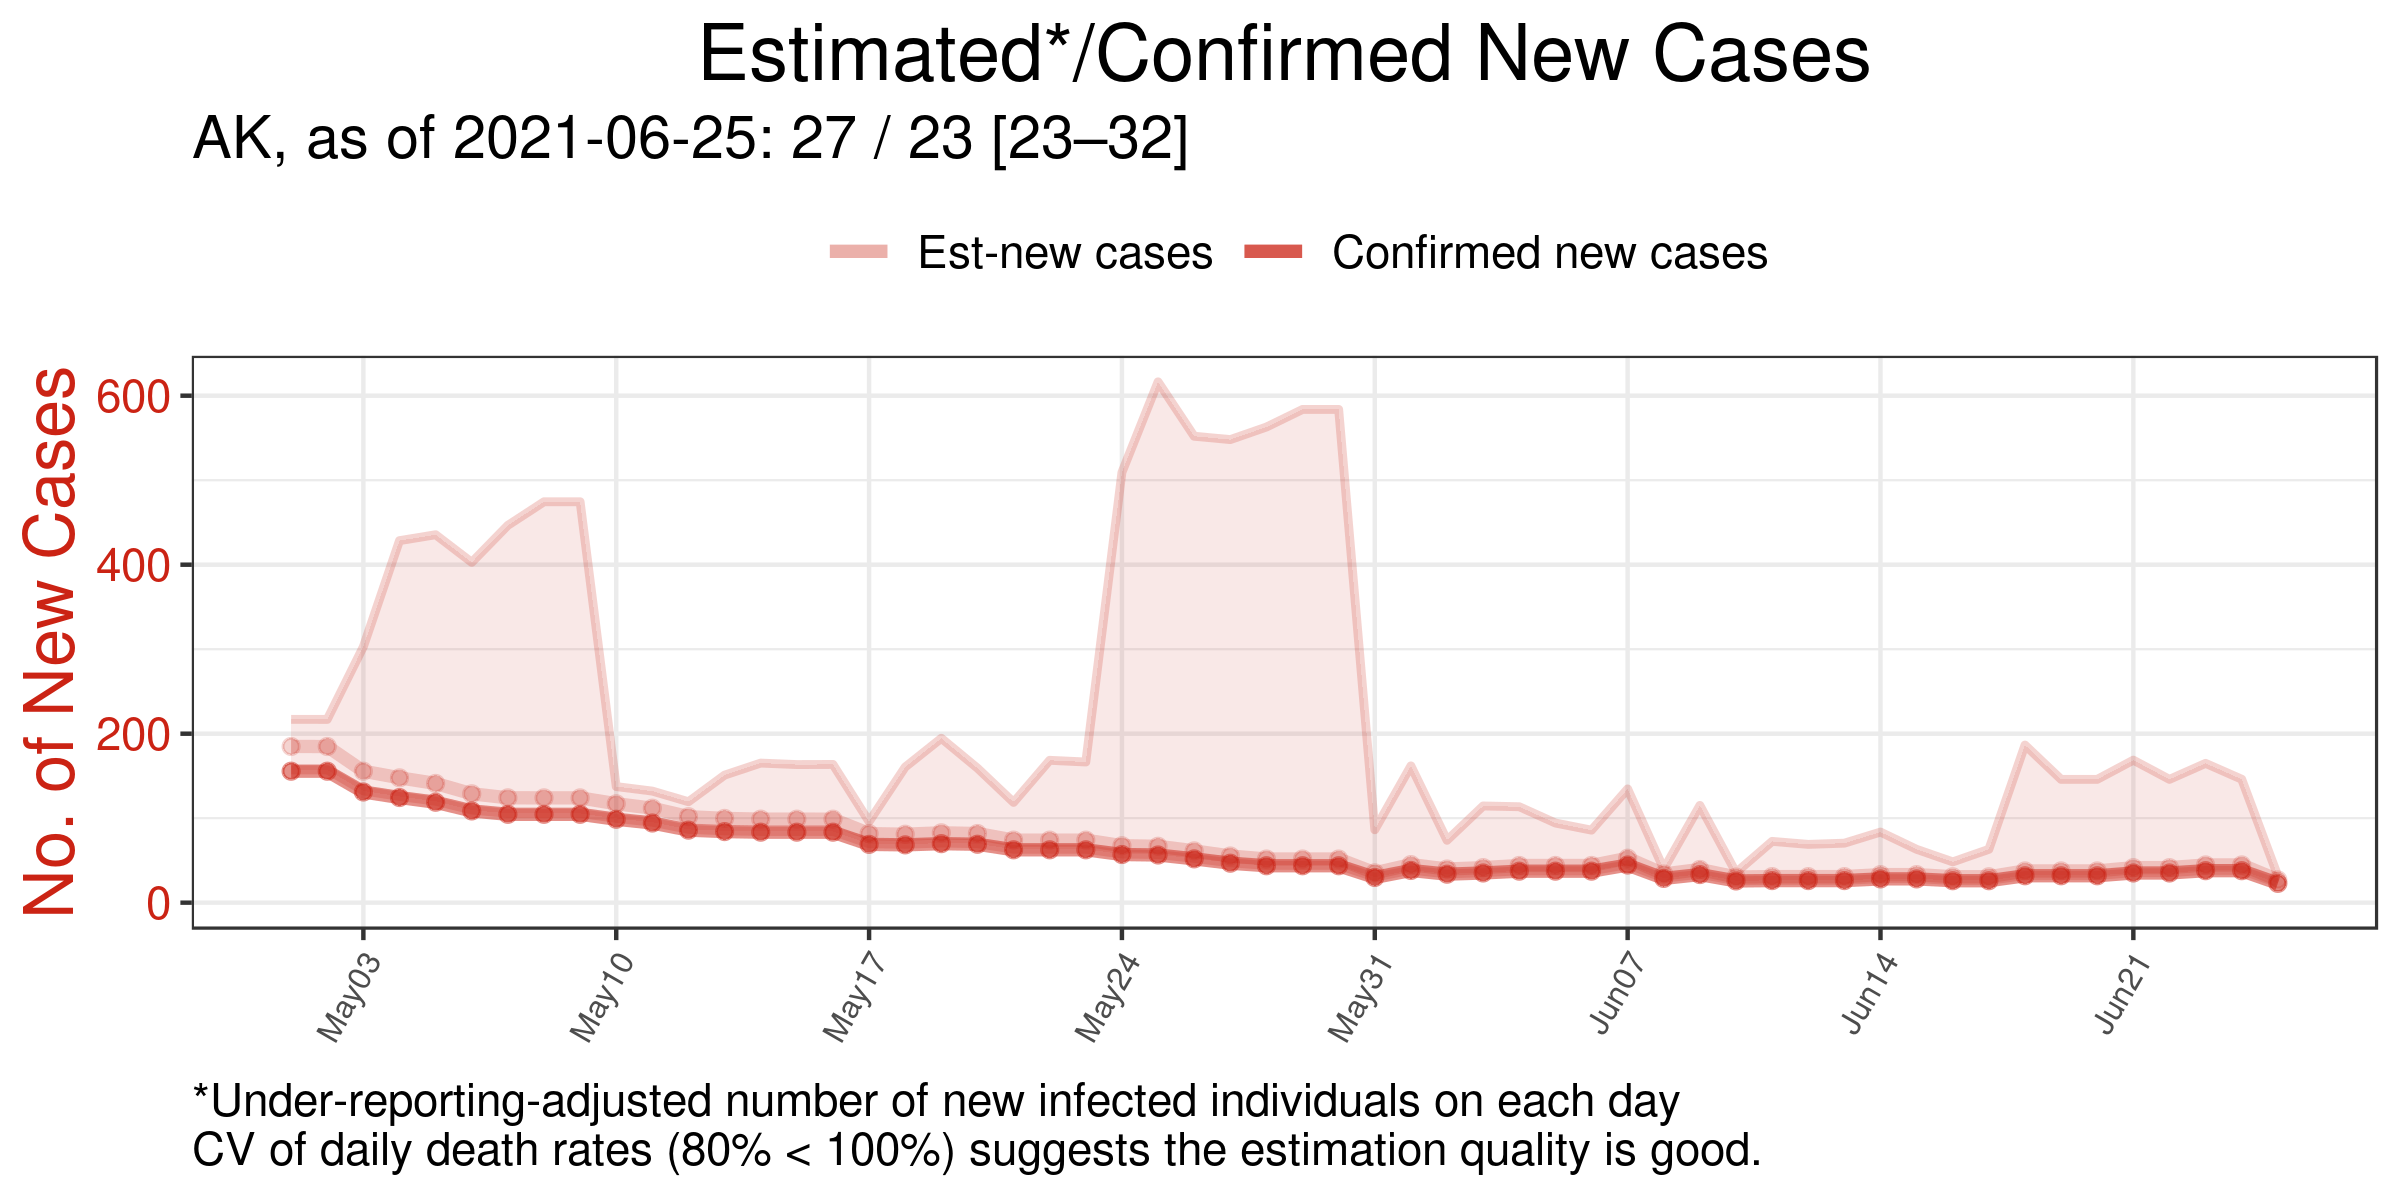 Estimated*/Confirmed New Cases
AK, as of 2021-06-25: 27 / 23 [23–32]
Est-new cases
Confirmed new cases
No. of New Cases
600
400
200
0
May03
May10
May17
May24
May31
Jun07
Jun14
Jun21
*Under-reporting-adjusted number of new infected individuals on each day
CV of daily death rates (80% < 100%) suggests the estimation quality is good.